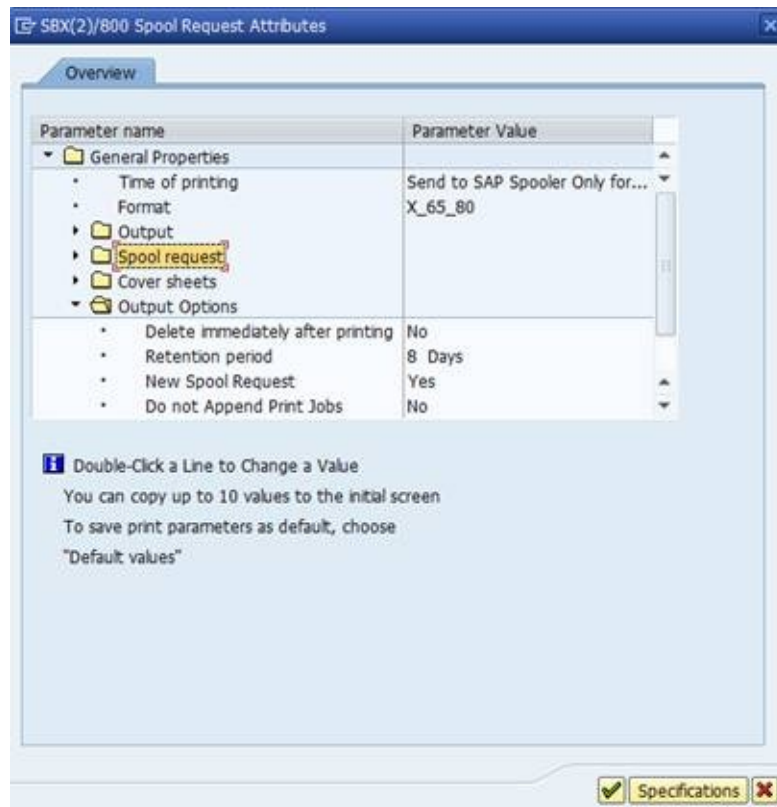 SBX(2)/800 Spool Request Attributes
Overview
Parameter name Parameter Value
General Properties
Time of printing Send to SAP Spooler Only for...
Format X_65_80
Output
Spool request
Cover sheets
Output Options
Delete immediately after printing No
Retention period 8 Days
New Spool Request Yes
Do not Append Print Jobs No
Double-Click a Line to Change a Value
You can copy up to 10 values to the initial screen
To save print parameters as default, choose
"Default values"
Specifications